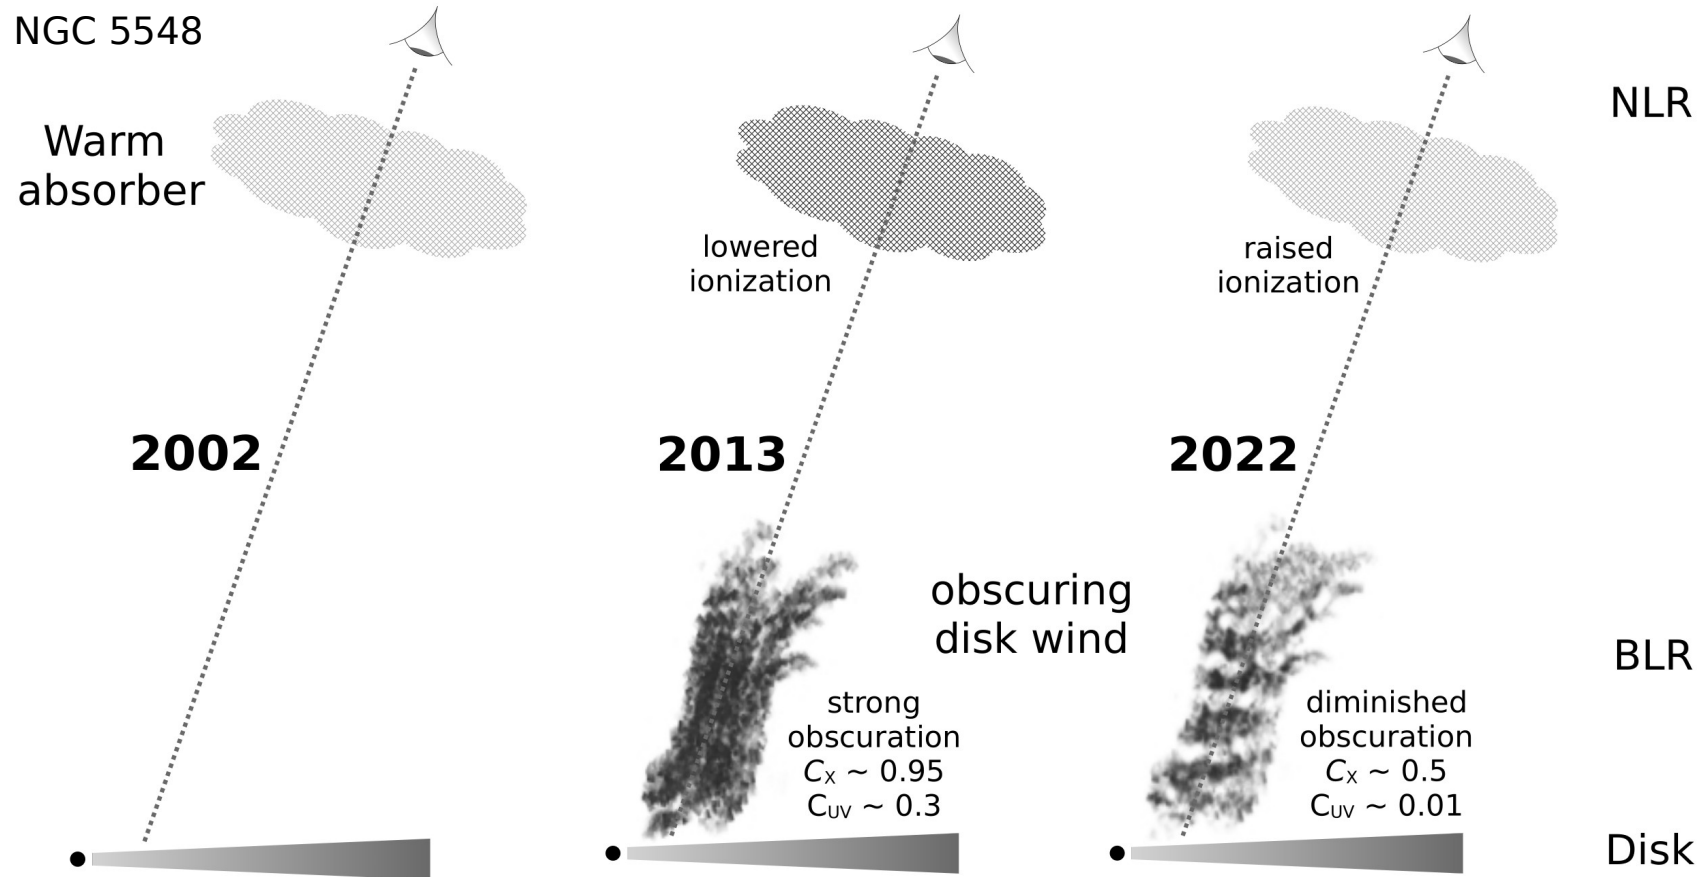 NGC 5548
NLR
Warm
absorber
lowered
ionization
raised
ionization
2002
2013
2022
obscuring
disk wind
BLR
strong
obscuration
Cx ~ 0.95
CUV ~ 0.3
diminished
obscuration
Cx ~ 0.5
CUV ~ 0.01
Disk